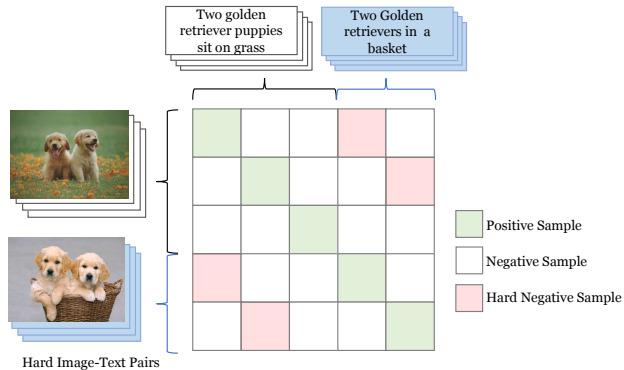 Two golden
retriever puppies
sit on grass
Two Golden
retrievers in a
basket
Positive Sample
Negative Sample
Hard Negative Sample
Hard Image-Text Pairs